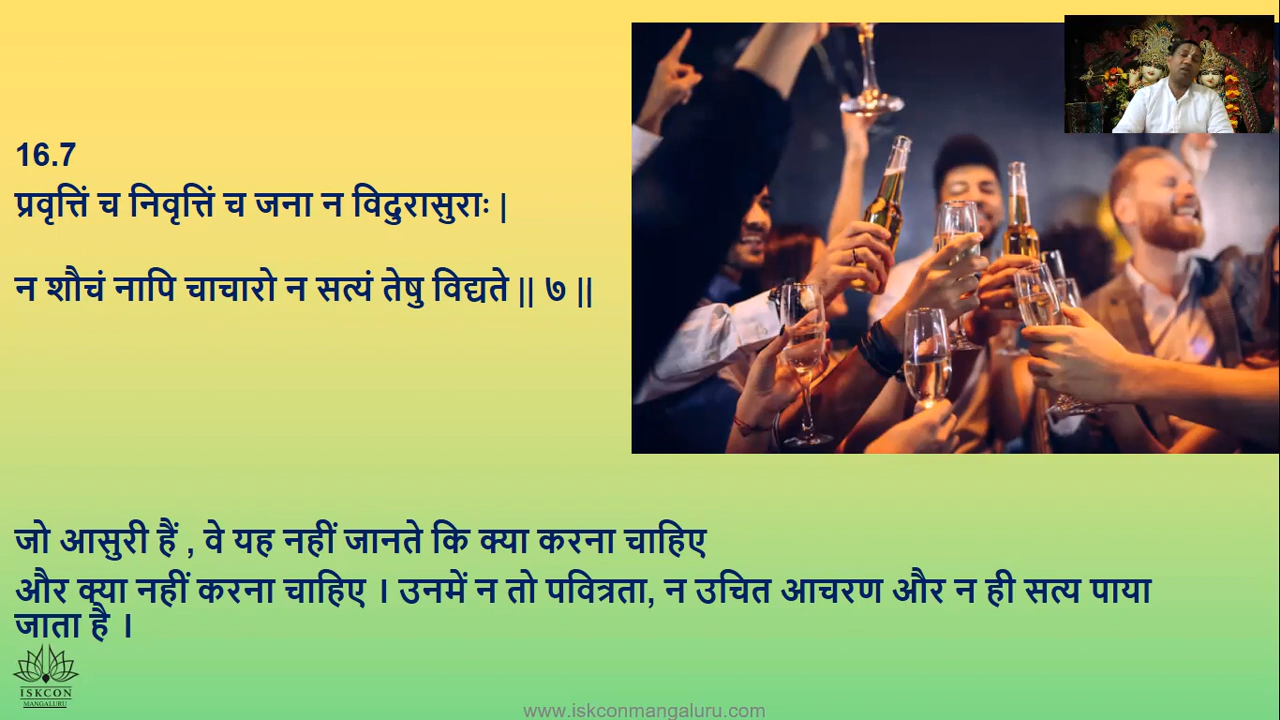 16.7
प्रवृत्तिं च निवृत्तिं च जना न विदुरासुराः |
न शौचं नापि चाचारो न सत्यं तेषु विद्यते || ७ ||
जो आसुरी हैं , वे यह नहीं जानते कि क्या करना चाहिए
और क्या नहीं करना चाहिए । उनमें न तो पवित्रता, न उचित आचरण और न ही सत्य पाया
जाता है ।
ISKCON
MANGALURU
www.iskconmangaluru.com